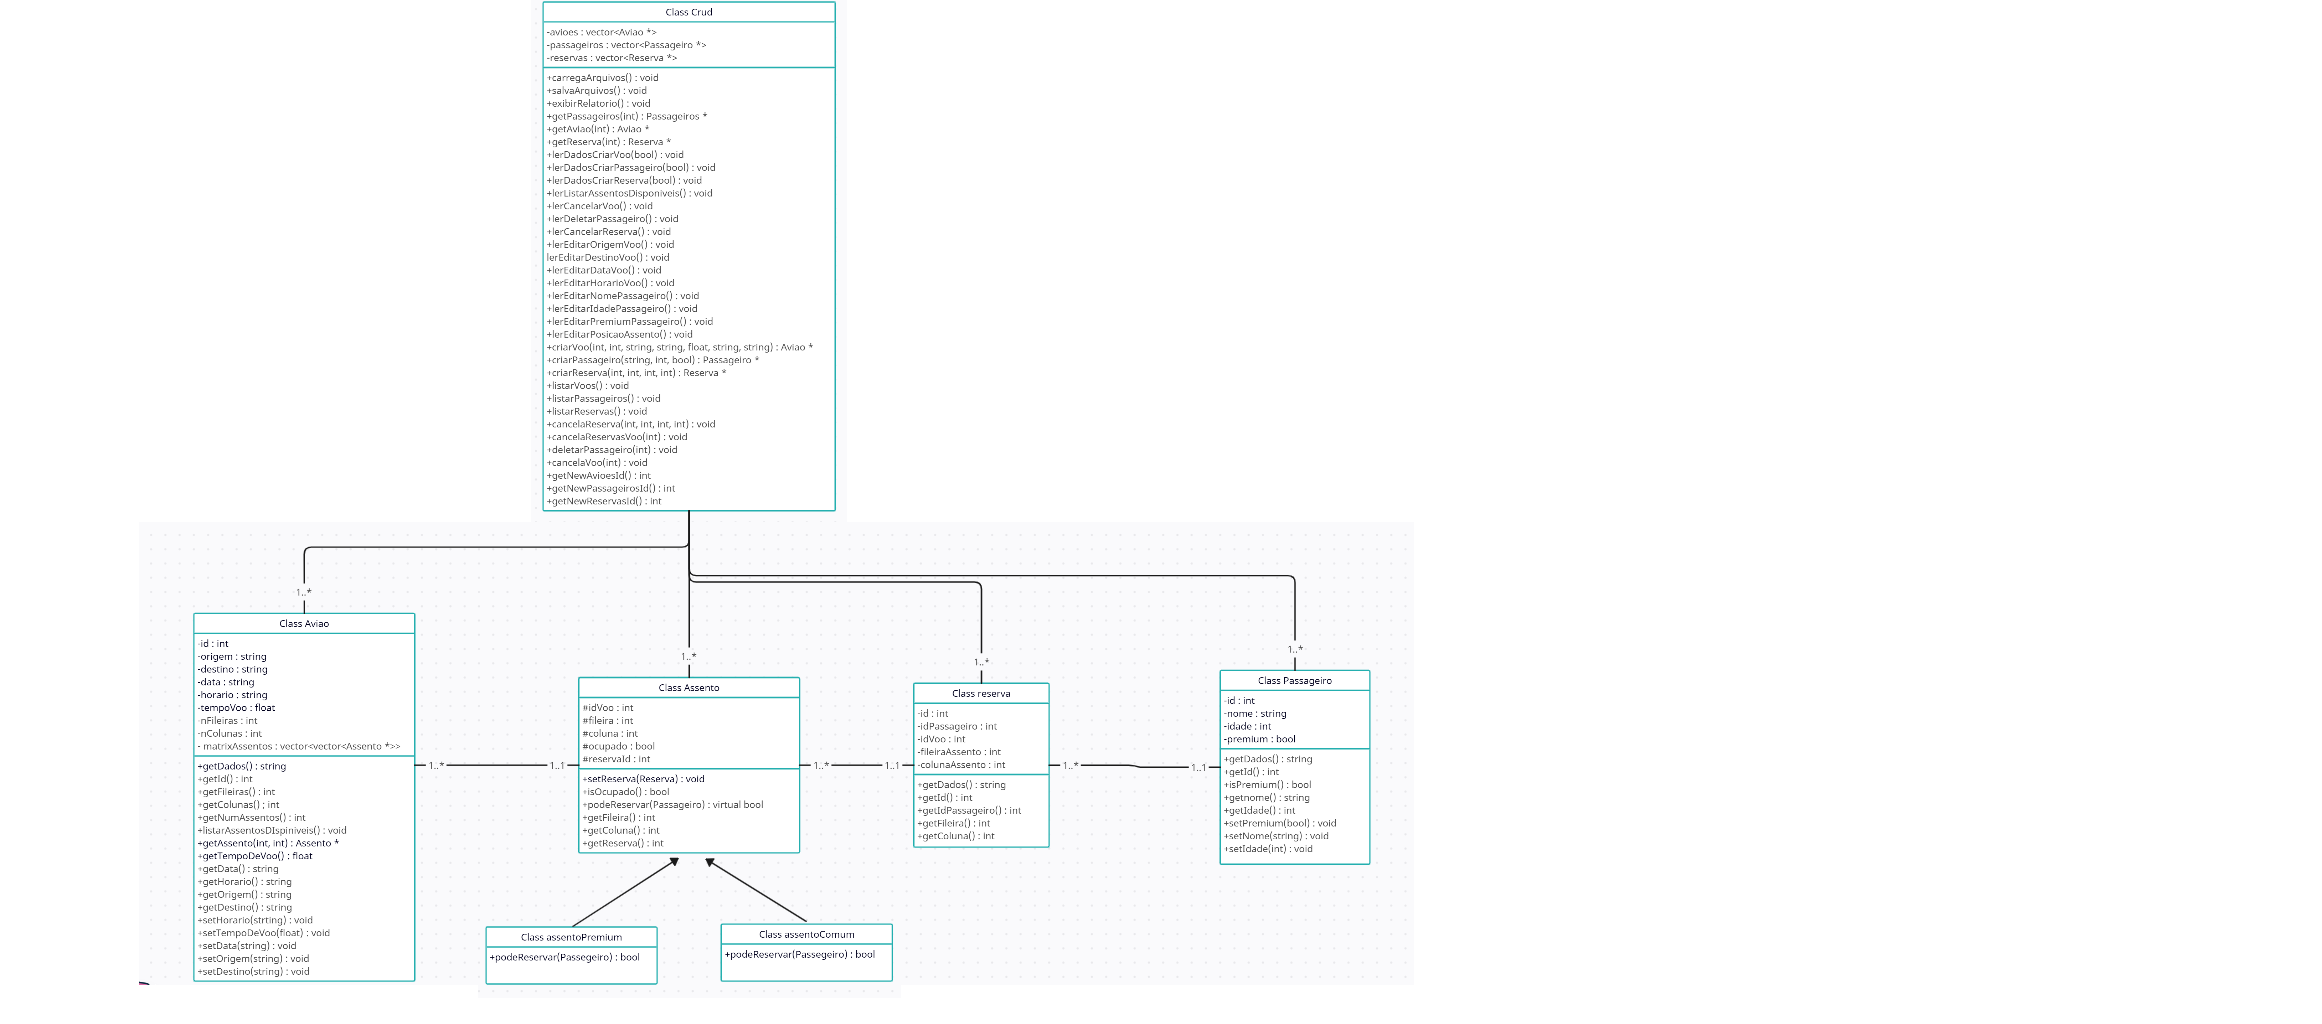 Class Crud
-avioes : vector<Aviao *>
-passageiros : vector<Passageiro *>
-reservas : vector<Reserva *>
+carregaArquivos() : void
+salvaArquivos() : void
+exibirRelatorio() : void
+getPassageiros(int) : Passageiros *
+getAviao(int) : Aviao *
+getReserva(int) : Reserva *
+lerDadosCriarVoo(bool) : void
+lerDadosCriarPassageiro(bool) : void
+lerDadosCriarReserva(bool) : void
+lerListarAssentosDisponiveis() : void
+lerCancelarVoo() : void
+lerDeletarPassageiro() : void
+lerCancelarReserva() : void
+lerEditarOrigemVoo() : void
lerEditarDestinoVoo() : void
+lerEditarDataVoo() : void
+lerEditarHorarioVoo() : void
+lerEditarNomePassageiro() : void
+lerEditarIdadePassageiro() : void
+lerEditarPremiumPassageiro() : void
+lerEditarPosicaoAssento() : void
+criarVoo(int, int, string, string, float, string, string) : Aviao *
+criarPassageiro(string, int, bool) : Passageiro *
+criarReserva(int, int, int, int) : Reserva *
+listarVoos() : void
+listarPassageiros() : void
+listarReservas() : void
+cancelaReserva(int, int, int, int) : void
+cancelaReservasVoo(int) : void
+deletarPassageiro(int) : void
+cancelaVoo(int) : void
+getNewAvioesId() : int
+getNewPassageirosId() : int
+getNewReservasId() : int
1..*
1..*
1..*
1..*
Class Aviao
-id : int
-origem : string
-destino : string
-data : string
-horario : string
-tempoVoo : float
-nFileiras : int
-nColunas : int
- matrixAssentos : vector<vector<Assento *>>
+getDados() : string
+getId() : int
+getFileiras() : int
+getColunas() ; int
+getNumAssentos() : int
+listarAssentosDIspiniveis() : void
+getAssento(int, int) : Assento *
+getTempoDeVoo() : float
+getData() : string
+getHorario() : string
+getOrigem() : string
+getDestino() : string
+setHorario(strting) : void
+setTempoDeVoo(float) : void
+setData(string) : void
+setOrigem(string) : void
+setDestino(string) : void
1..*
1..1
Class Assento
#idVoo : int
#fileira : int
#coluna : int
#ocupado : bool
#reservaId : int
+setReserva(Reserva) : void
+isOcupado() : bool
+podeReservar(Passageiro) : virtual bool
+getFileira() : int
+getColuna() : int
+getReserva() : int
1..*
1..1
Class reserva
-id : int
-idPassageiro : int
-idVoo : int
-fileiraAssento : int
-colunaAssento : int
+getDados() : string
+getId() : int
+getIdPassageiro() : int
+getFileira() : int
+getColuna() : int
1..*
1..1
Class Passageiro
-id : int
-nome : string
-idade : int
-premium : bool
+getDados() : string
+getId() : int
+isPremium() : bool
+getnome() : string
+getIdade() : int
+setPremium(bool) : void
+setNome(string) : void
+setIdade(int) : void
Class assentoPremium
+podeReservar(Passegeiro) : bool
Class assentoComum
+podeReservar(Passegeiro) : bool